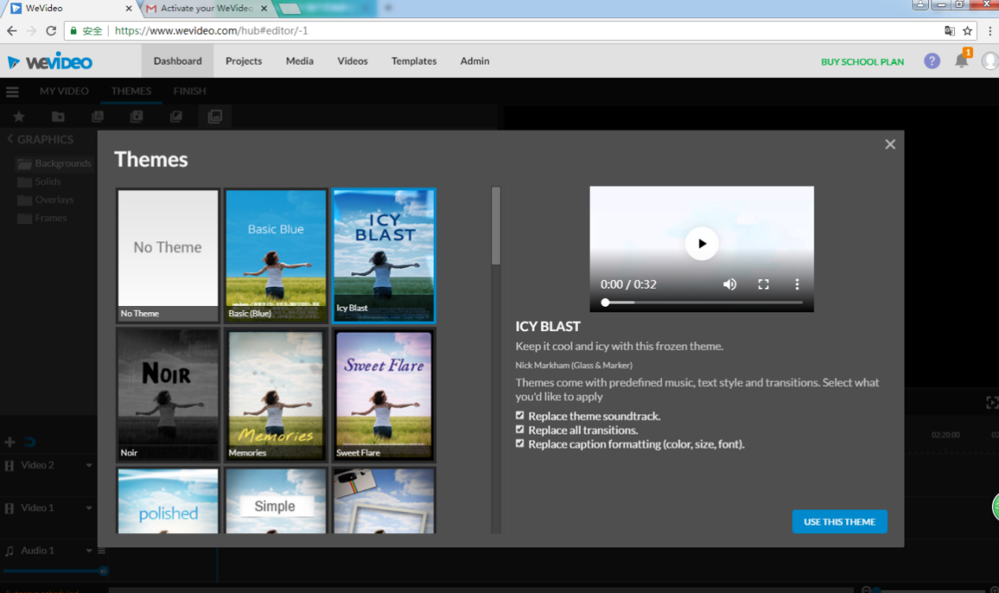 WeVideo
Activate your WeVideo
安全
https://www.wevideo.com/hub#editor/-1
WEVIDEO
Dashboard
Projects
Media
Videos
Templates
Admin
BUY SCHOOL PLAN
?
1
MY VIDEO
THEMES
FINISH
GRAPHICS
Backgrounds
Solids
Overlays
Frames
Themes
No Theme
No Theme
Basic Blue
Basic (Blue)
ICY
BLAST
Icy Blast
NOIR
Noir
Memories
Memories
Sweet Flare
Sweet Flare
polished
Simple
0:00 / 0:32
ICY BLAST
Keep it cool and icy with this frozen theme.
Nick Markham (Glass & Marker)
Themes come with predefined music, text style and transitions. Select what
you'd like to apply
Replace theme soundtrack.
Replace all transitions.
Replace caption formatting (color, size, font).
USE THIS THEME
02:20:00
02
Video 2
Video 1
Audio 1